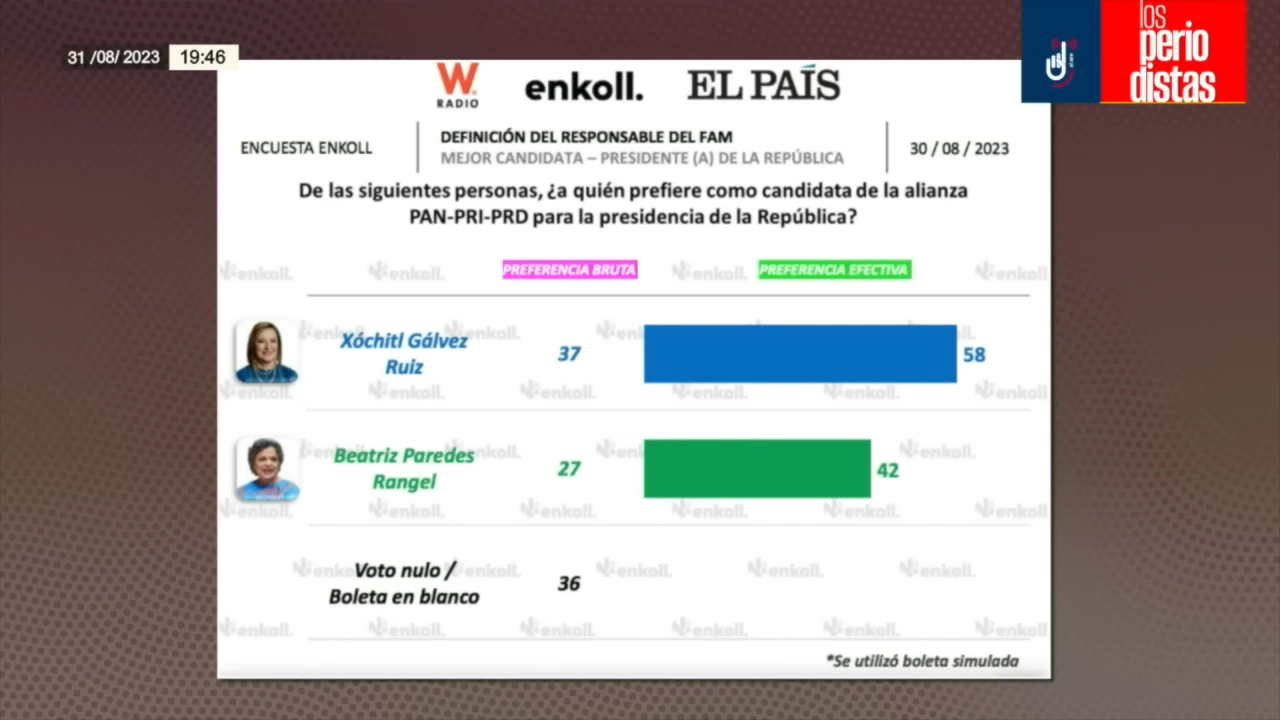 31 /08/ 2023 19:46
los
perio
distas
W
RADIO
enkoll.
EL PAÍS
ENCUESTA ENKOLL
DEFINICIÓN DEL RESPONSABLE DEL FAM
MEJOR CANDIDATA – PRESIDENTE (A) DE LA REPÚBLICA
30 / 08 / 2023
De las siguientes personas, ¿a quién prefiere como candidata de la alianza
PAN-PRI-PRD para la presidencia de la República?
PREFERENCIA BRUTA PREFERENCIA EFECTIVA
Xóchitl Gálvez
Ruiz
37 58
Beatriz Paredes
Rangel
27 42
Voto nulo /
Boleta en blanco
36
*Se utilizó boleta simulada